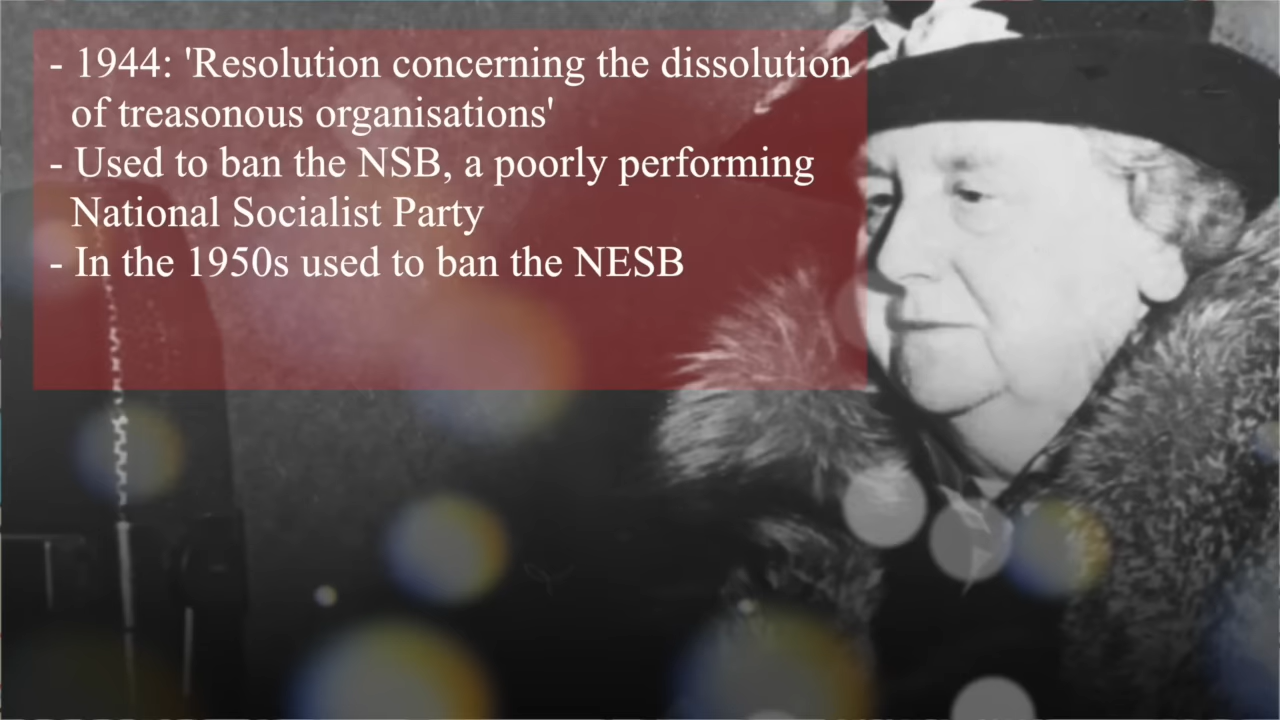 - 1944: 'Resolution concerning the dissolution
of treasonous organisations'
- Used to ban the NSB, a poorly performing
National Socialist Party
- In the 1950s used to ban the NESB